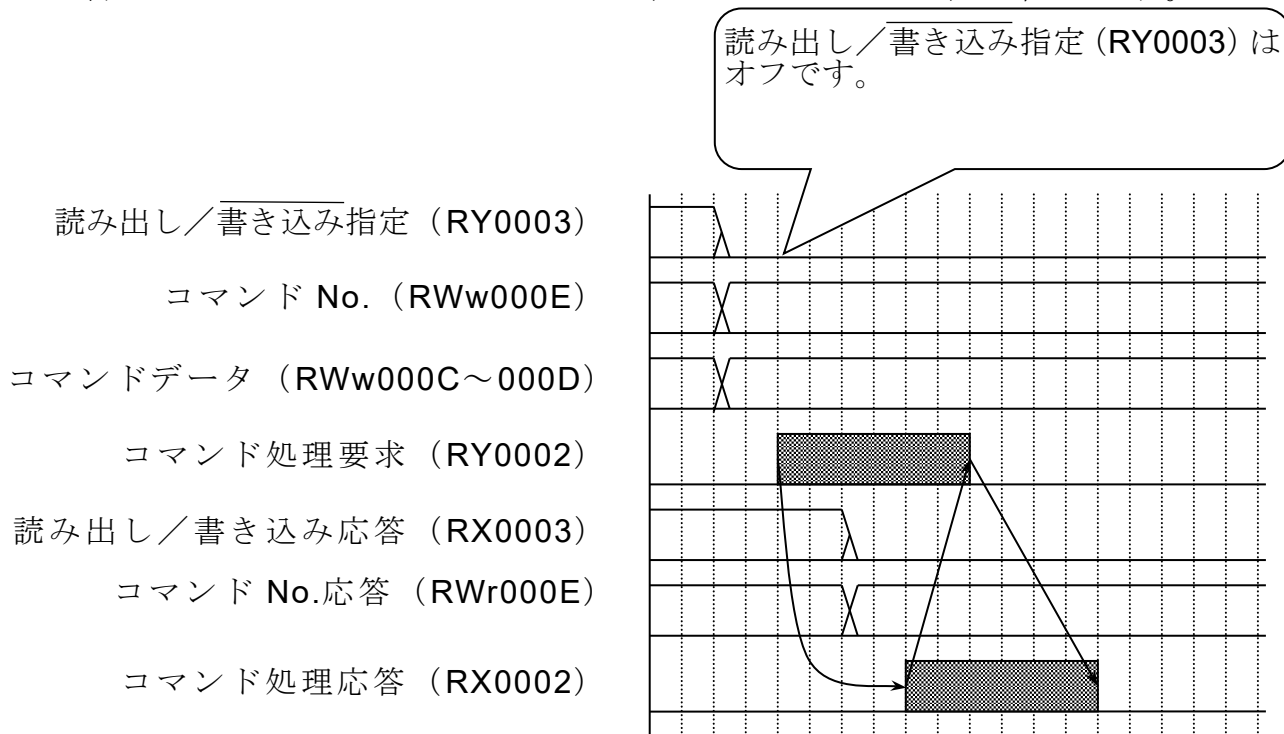 読み出し／書き込み指定（RY0003）は
オフです。
読み出し／書き込み指定（RY0003）
コマンド No.（RWw000E）
コマンドデータ（RWw000C～000D）
コマンド処理要求（RY0002）
読み出し／書き込み応答（RX0003）
コマンド No.応答（RWr000E）
コマンド処理応答（RX0002）